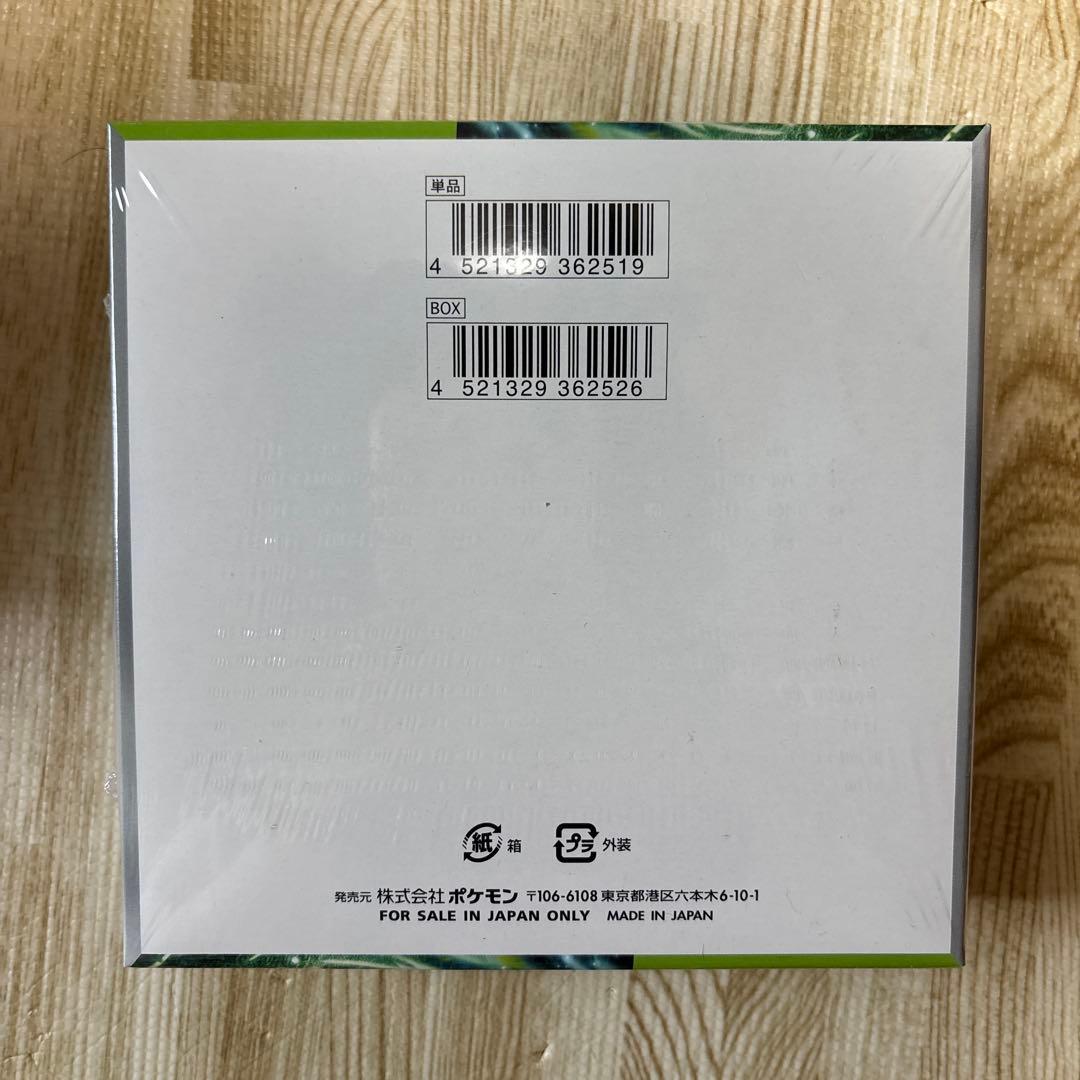 単品
4 521329 362519
BOX
4 521329 362526
紙 箱 プラ 外装
発売元 株式会社 ポケモン 〒106-6108 東京都港区六本木6-10-1
FOR SALE IN JAPAN ONLY MADE IN JAPAN